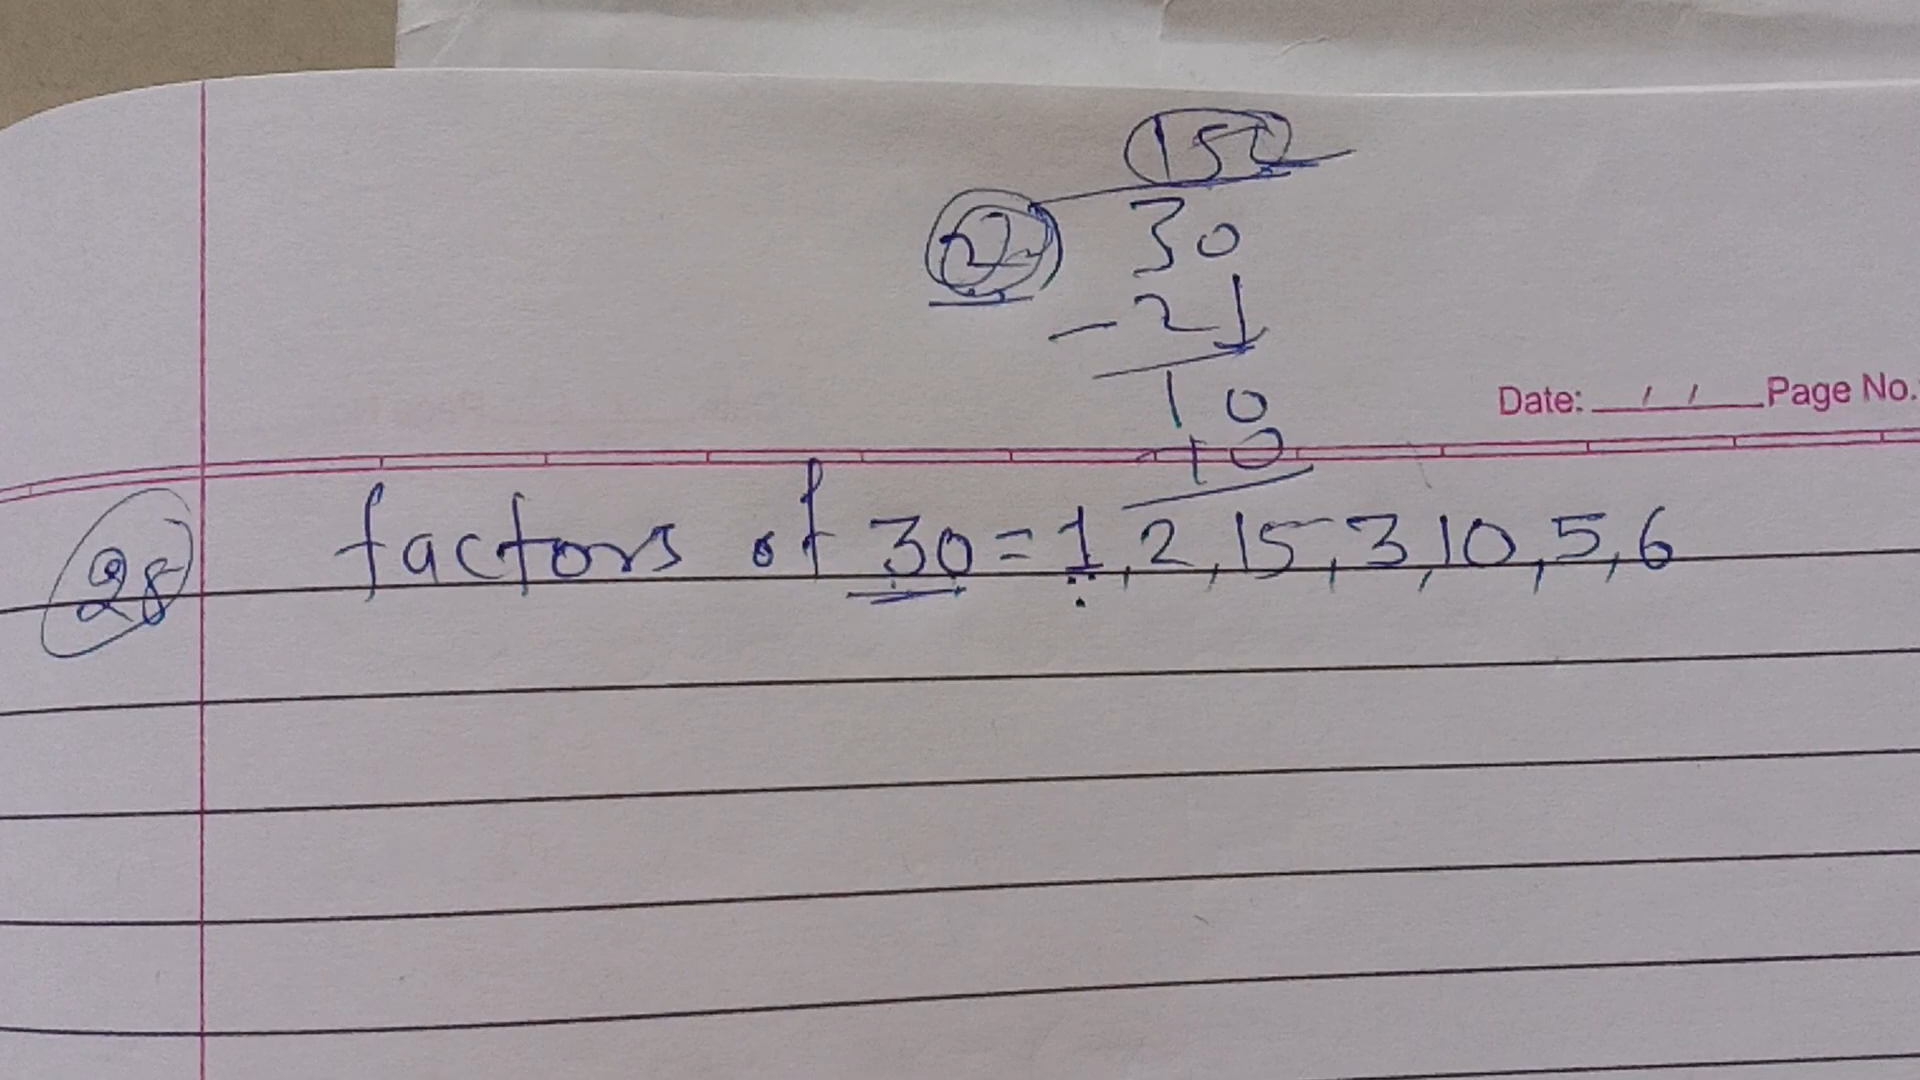 15
2 30
-2↓
10
10
Date: / / Page No.
28 factors of 30 = 1, 2, 15, 3, 10, 5, 6